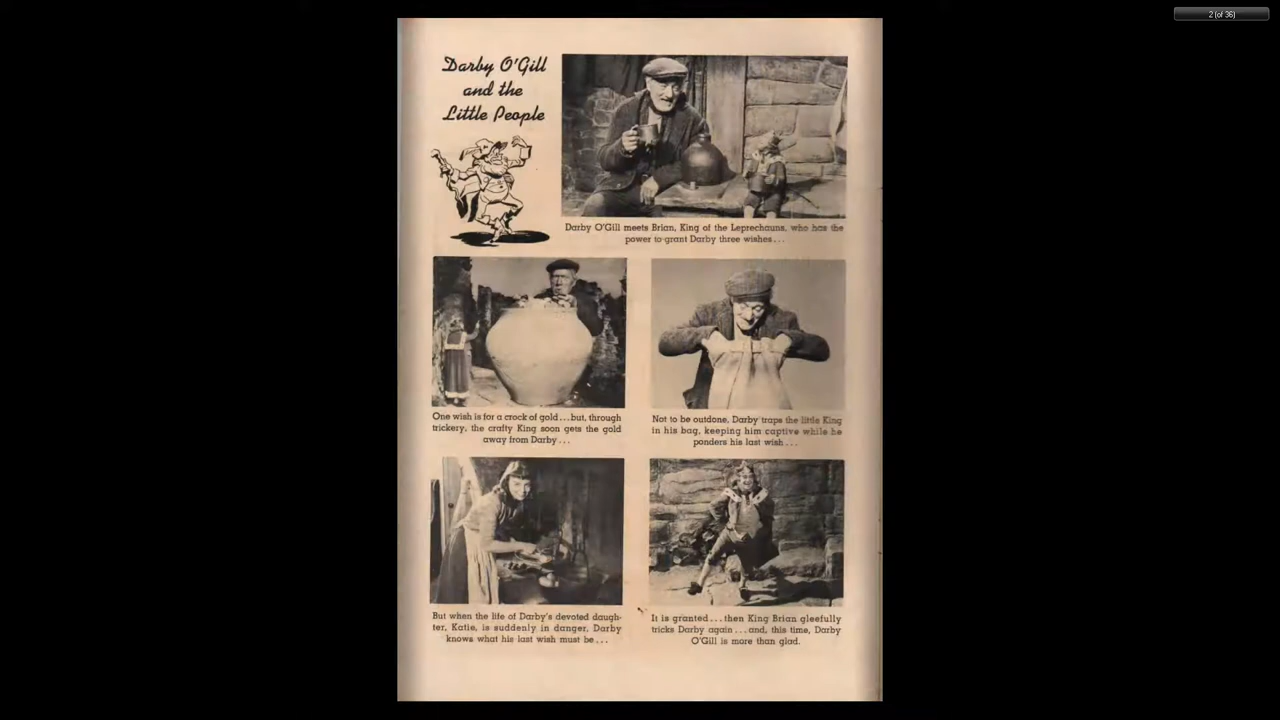 2 (of 36)
Darby O'Gill
and the
Little People
Darby O'Gill meets Brian, King of the Leprechauns, who has the
power to grant Darby three wishes...
One wish is for a crock of gold...but, through
trickery, the crafty King soon gets the gold
away from Darby...
Not to be outdone, Darby traps the little King
in his bag, keeping him captive while he
ponders his last wish...
But when the life of Darby's devoted daugh-
ter, Katie, is suddenly in danger, Darby
knows what his last wish must be...
It is granted...then King Brian gleefully
tricks Darby again...and, this time, Darby
O'Gill is more than glad.